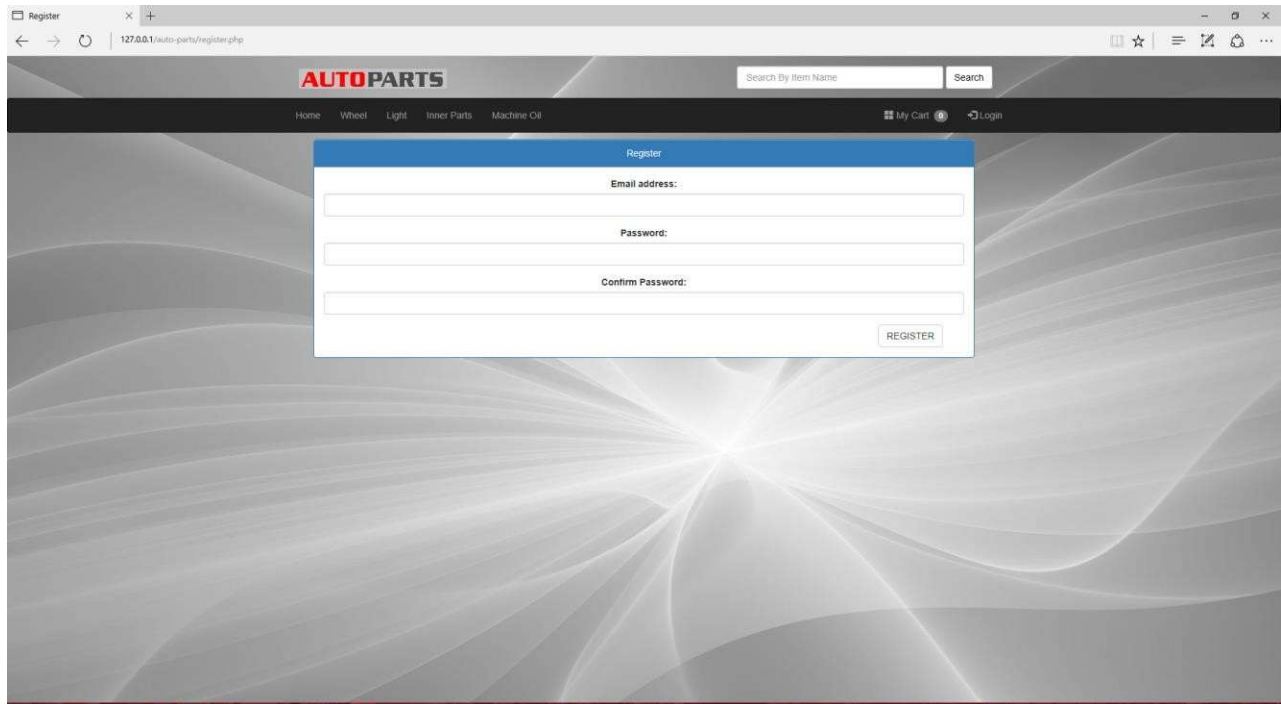 Register
127.0.0.1/auto-parts/register.php
AUTOPARTS
Search By Item Name
Search
Home Wheel Light Inner Parts Machine Oil My Cart 0 Login
Register
Email address:
Password:
Confirm Password:
REGISTER